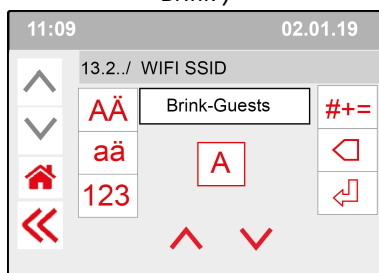 Brink)
11:09 02.01.19
13.2../ WIFI SSID
AÄ Brink-Guests #+=
aä A
123